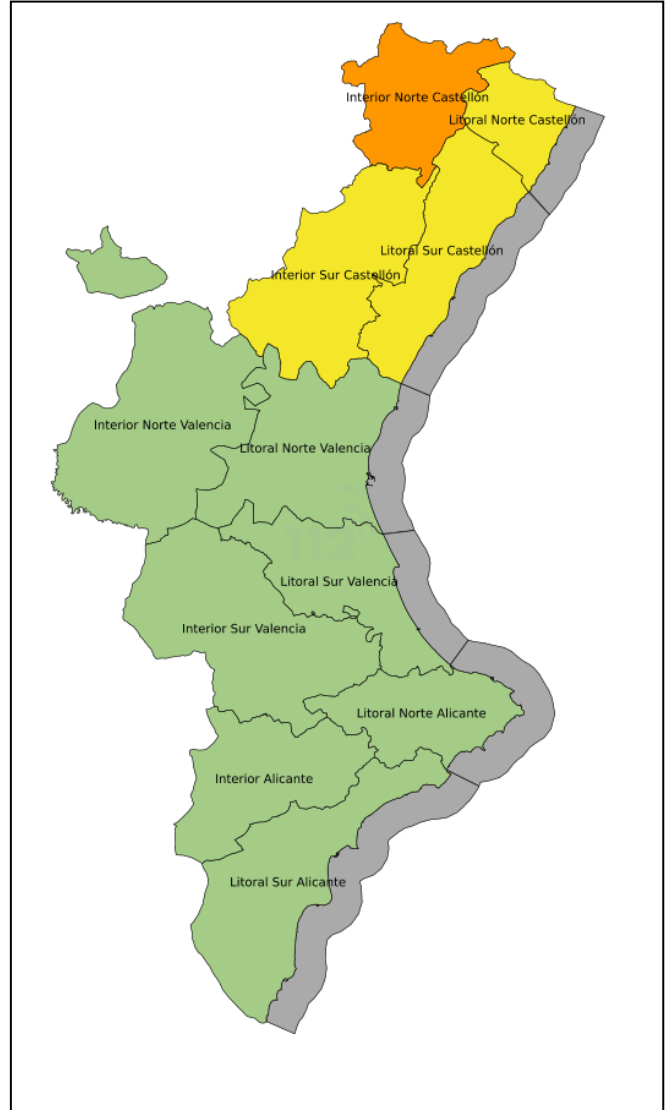 Interior Norte Castellón
Litoral Norte Castellón
Litoral Sur Castellón
Interior Sur Castellón
Interior Norte Valencia
Litoral Norte Valencia
112
Litoral Sur Valencia
Interior Sur Valencia
Litoral Norte Alicante
Interior Alicante
Litoral Sur Alicante